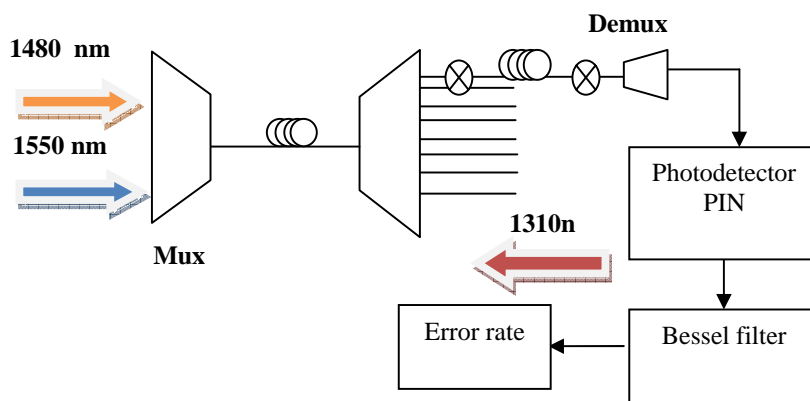 Demux
1480 nm
1550 nm
Mux
Photodetector
PIN
1310n
Error rate
Bessel filter